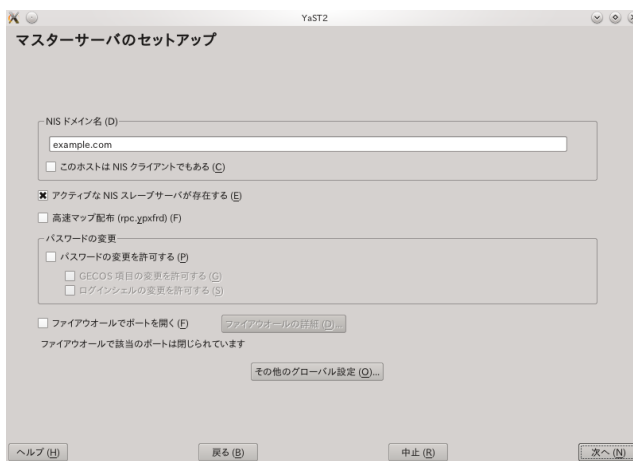 YaST2
マスターサーバのセットアップ
NIS ドメイン名 (D)
example.com
このホストは NIS クライアントでもある (C)
アクティブな NIS スレーブサーバが存在する (E)
高速マップ配布 (rpc.ypxfrd) (F)
パスワードの変更
パスワードの変更を許可する (P)
GECOS 項目の変更を許可する (G)
ログインシェルの変更を許可する (S)
ファイアウオールでポートを開く (F) ファイアウオールの詳細 (D)...
ファイアウオールで該当のポートは閉じられています
その他のグローバル設定 (O)...
ヘルプ (H) 戻る (B) 中止 (R) 次へ (N)